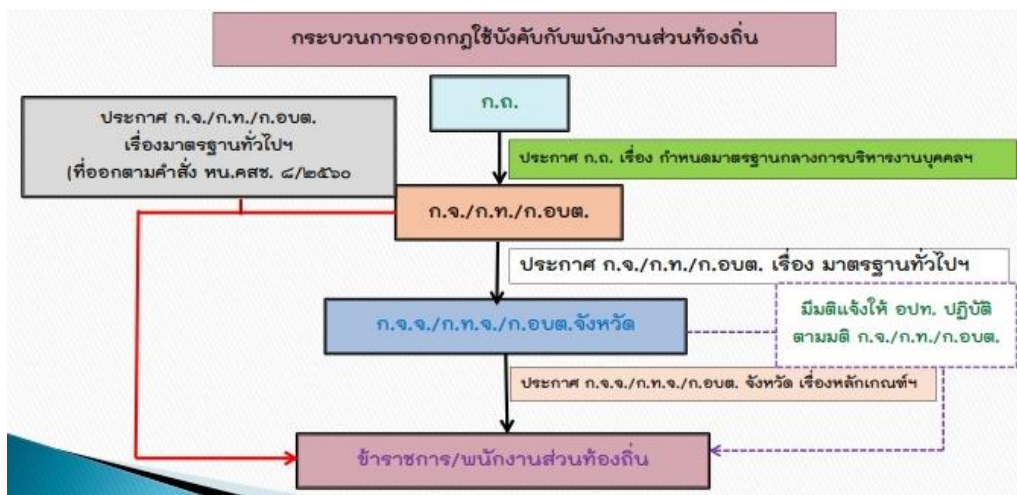 กระบวนการออกกฎใช้บังคับกับพนักงานส่วนท้องถิ่น
ก.ถ.
ประกาศ ก.จ./ก.ท./ก.อบต.
เรื่องมาตรฐานทั่วไปฯ
(ที่ออกตามคำสั่ง หน.คสช. ๘/๒๕๖๐
ประกาศ ก.ถ. เรื่อง กำหนดมาตรฐานกลางการบริหารงานบุคคลฯ
ก.จ./ก.ท./ก.อบต.
ประกาศ ก.จ./ก.ท./ก.อบต. เรื่อง มาตรฐานทั่วไปฯ
ก.จ.จ./ก.ท.จ./ก.อบต.จังหวัด
มีมติแจ้งให้ อปท. ปฏิบัติ
ตามมติ ก.จ./ก.ท./ก.อบต.
ประกาศ ก.จ.จ./ก.ท.จ./ก.อบต. จังหวัด เรื่องหลักเกณฑ์ฯ
ข้าราชการ/พนักงานส่วนท้องถิ่น